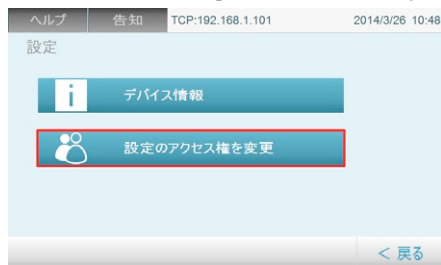 ヘルプ 告知 TCP:192.168.1.101 2014/3/26 10:48
設定
i デバイス情報
設定のアクセス権を変更
< 戻る